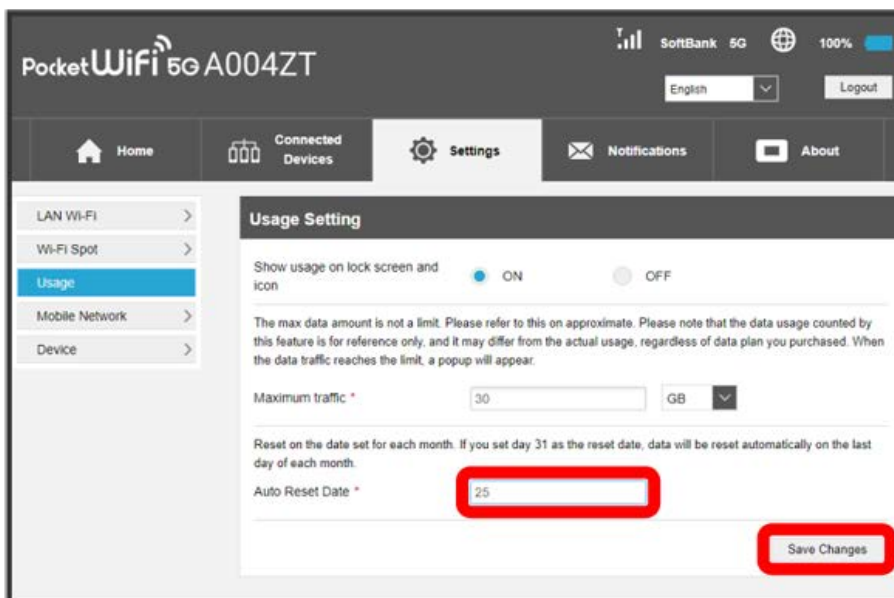 PocketWiFi 5G A004ZT
SoftBank 5G 100%
English
Logout
Home
Connected
Devices
Settings
Notifications
About
LAN Wi-Fi
Wi-Fi Spot
Usage
Mobile Network
Device
Usage Setting
Show usage on lock screen and
icon
ON
OFF
The max data amount is not a limit. Please refer to this on approximate. Please note that the data usage counted by
this feature is for reference only, and it may differ from the actual usage, regardless of data plan you purchased. When
the data traffic reaches the limit, a popup will appear.
Maximum traffic *
30
GB
Reset on the date set for each month. If you set day 31 as the reset date, data will be reset automatically on the last
day of each month.
Auto Reset Date *
25
Save Changes